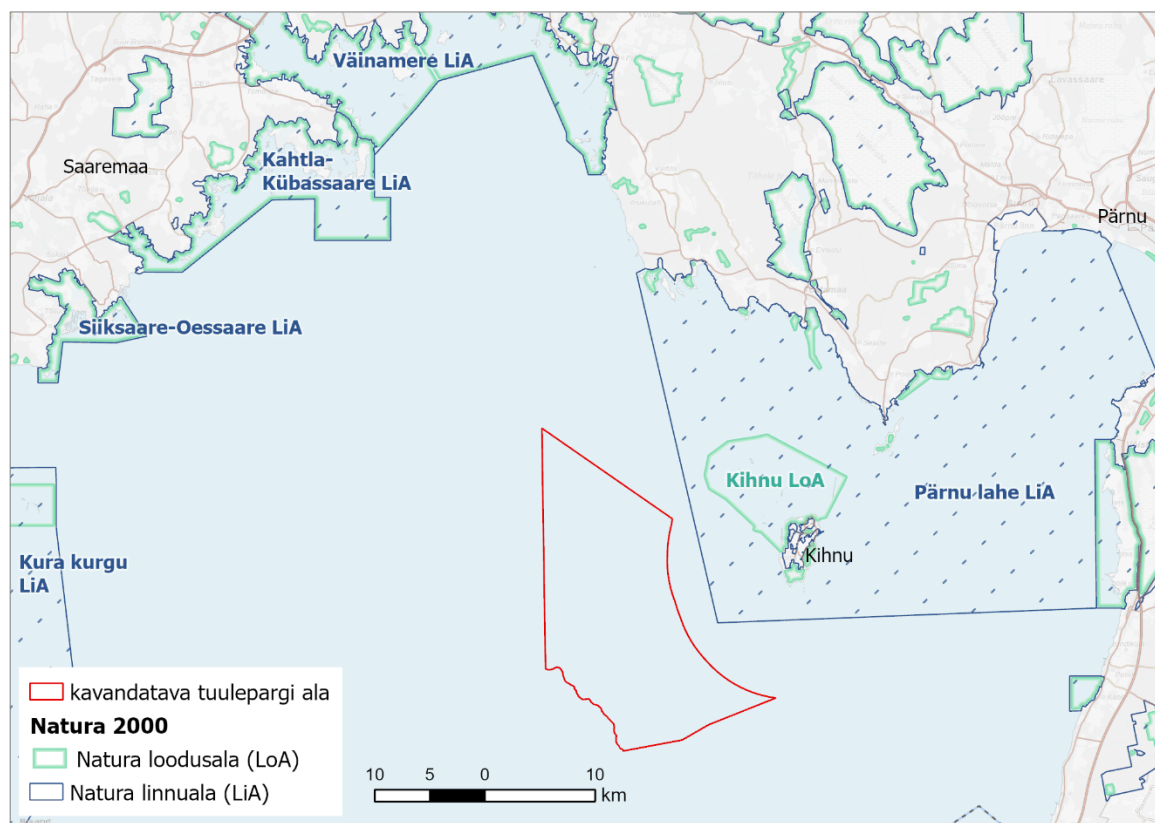 Väinamere LiA
Saaremaa
Kahtla-
Kübassaare LiA
Pärnu
Siiksaare-Oessaare LiA
Kihnu LoA
Pärnu lahe LiA
Kihnu
Kura kurgu
LiA
kavandatava tuulepargi ala
Natura 2000
Natura loodusala (LoA)
Natura linnuala (LiA)
10 5 0 10
km